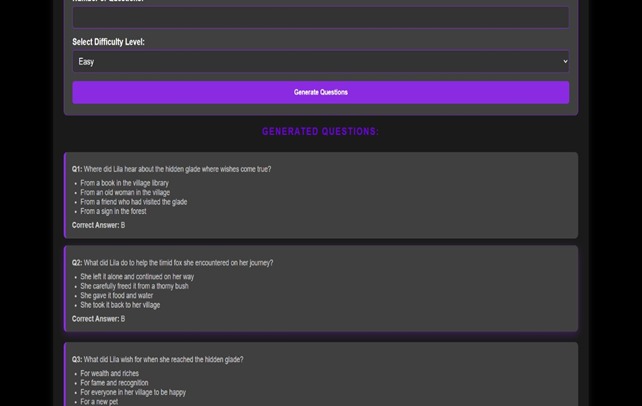 Number of Questions:
Select Difficulty Level:
Easy
Generate Questions
GENERATED QUESTIONS:
Q1: Where did Lila hear about the hidden glade where wishes come true?
From a book in the village library
From an old woman in the village
From a friend who had visited the glade
From a sign in the forest
Correct Answer: B
Q2: What did Lila do to help the timid fox she encountered on her journey?
She left it alone and continued on her way
She carefully freed it from a thorny bush
She gave it food and water
She took it back to her village
Correct Answer: B
Q3: What did Lila wish for when she reached the hidden glade?
For wealth and riches
For fame and recognition
For everyone in her village to be happy
For a new pet